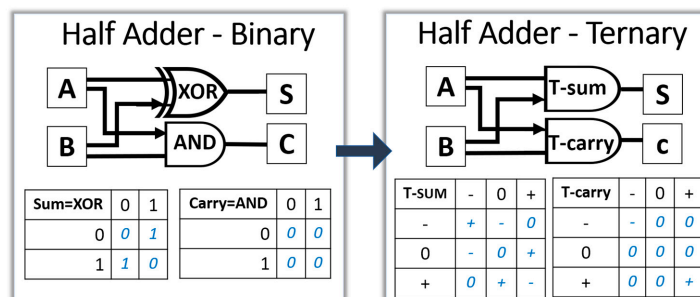 Half Adder - Binary
A
XOR
S
B
AND
C
Sum=XOR 0 1
0 0 1
1 1 0
Carry=AND 0 1
0 0 0
1 0 0
Half Adder - Ternary
A
T-sum
S
B
T-carry
c
T-SUM - 0 +
- + - 0
0 - 0 +
+ 0 + -
T-carry - 0 +
- - 0 0
0 0 0 0
+ 0 0 +